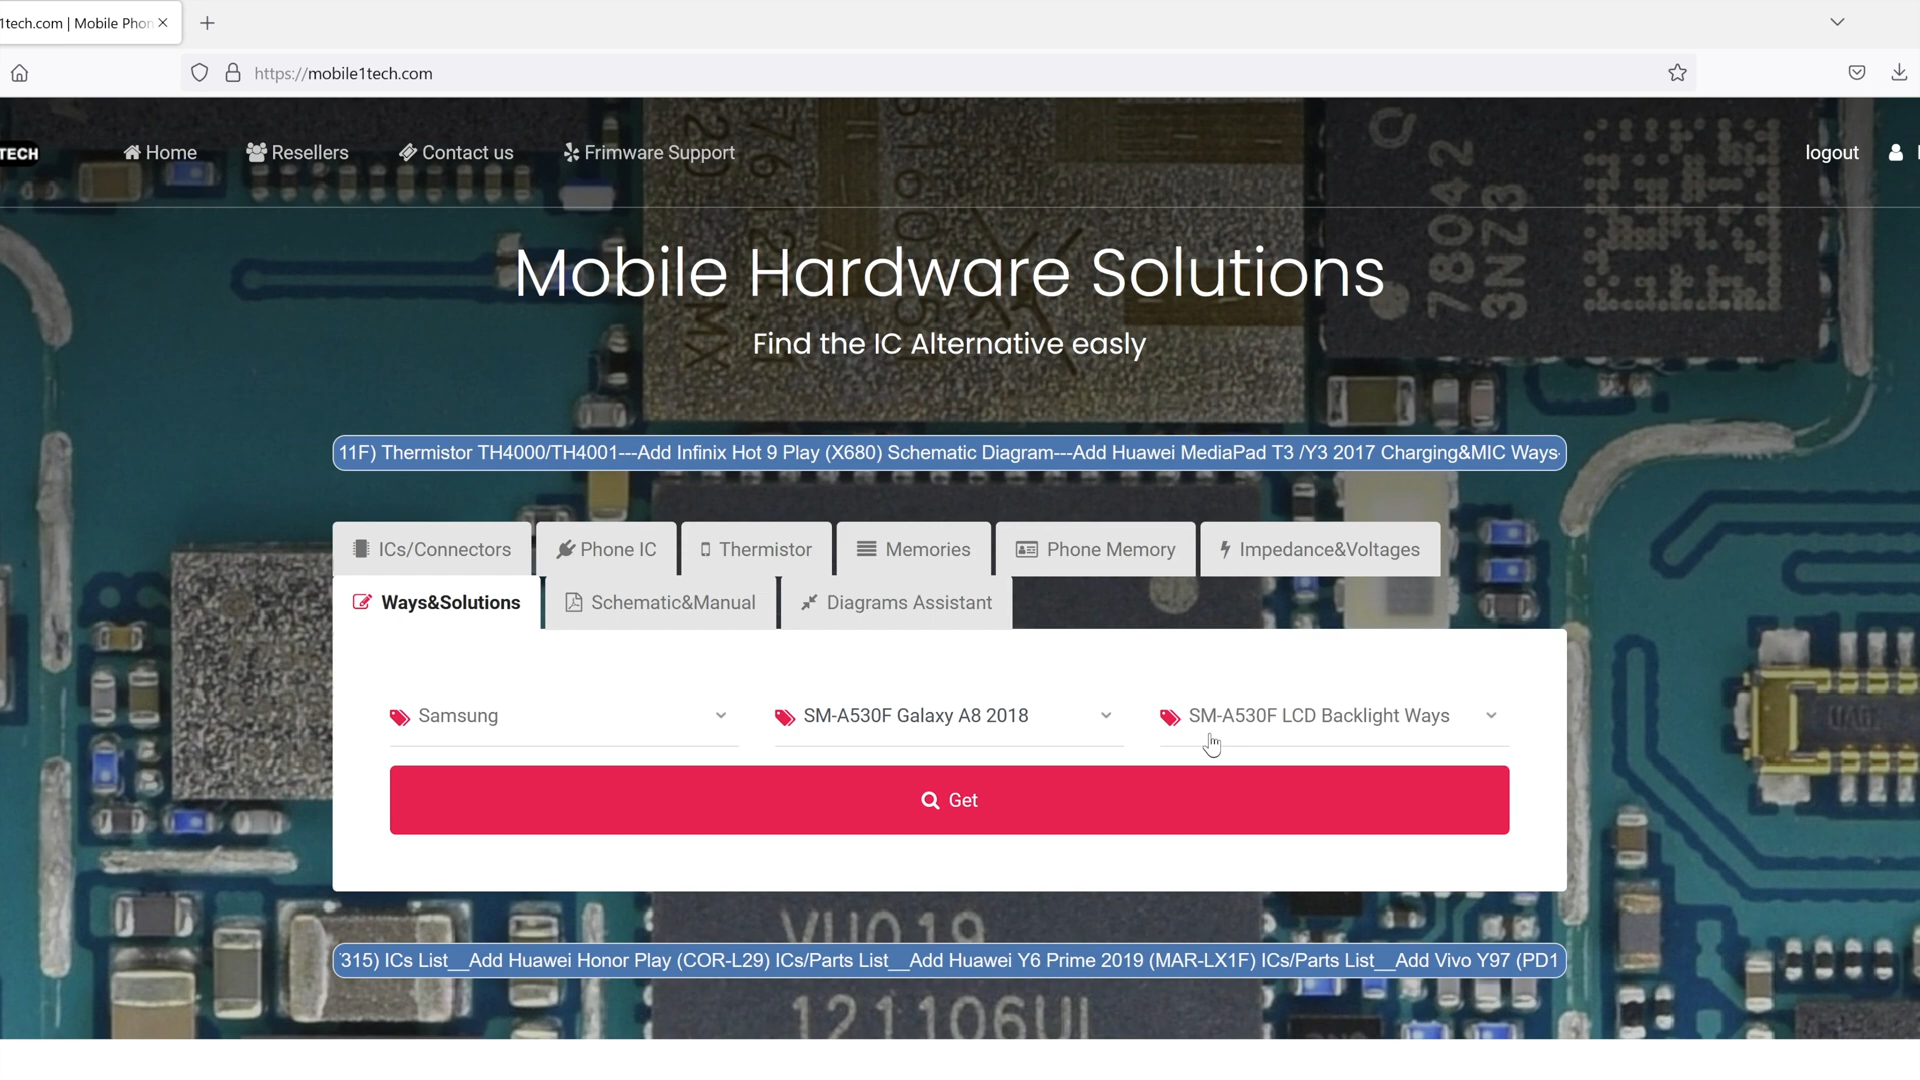 1tech.com | Mobile Phon
https://mobile1tech.com
TECH
Home
Resellers
Contact us
Frimware Support
logout
Mobile Hardware Solutions
Find the IC Alternative easly
11F) Thermistor TH4000/TH4001---Add Infinix Hot 9 Play (X680) Schematic Diagram---Add Huawei MediaPad T3 /Y3 2017 Charging&MIC Ways-
ICs/Connectors
Phone IC
Thermistor
Memories
Phone Memory
Impedance&Voltages
Ways&Solutions
Schematic&Manual
Diagrams Assistant
Samsung
SM-A530F Galaxy A8 2018
SM-A530F LCD Backlight Ways
Get
315) ICs List__Add Huawei Honor Play (COR-L29) ICs/Parts List__Add Huawei Y6 Prime 2019 (MAR-LX1F) ICs/Parts List__Add Vivo Y97 (PD1
78042
3NZ3
121106UI